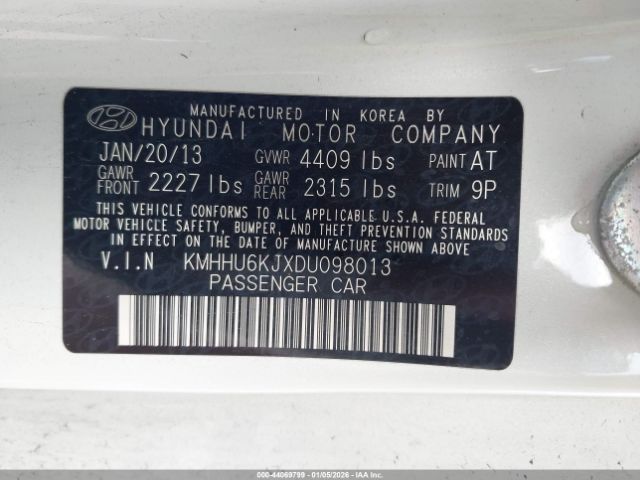 MANUFACTURED IN KOREA BY
HYUNDAI MOTOR COMPANY
JAN/20/13 GVWR 4409 lbs PAINT AT
GAWR FRONT 2227 lbs GAWR REAR 2315 lbs TRIM 9P
THIS VEHICLE CONFORMS TO ALL APPLICABLE U.S.A. FEDERAL
MOTOR VEHICLE SAFETY, BUMPER, AND THEFT PREVENTION STANDARDS
IN EFFECT ON THE DATE OF MANUFACTURE SHOWN ABOVE.
V.I.N KMHHU6KJXDU098013
PASSENGER CAR
000-44069799 - 01/05/2026 - IAAI.COM